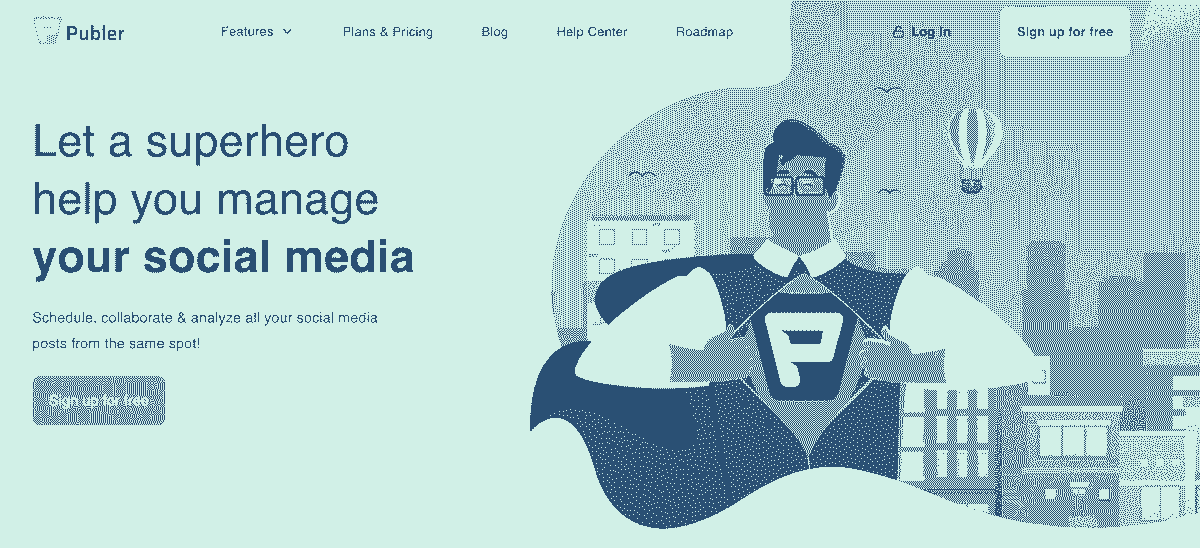 Publer
Features
Plans & Pricing
Blog
Help Center
Roadmap
Log in
Sign up for free
Let a superhero
help you manage
your social media
Schedule, collaborate & analyze all your social media
posts from the same spot!
Sign up for free
P